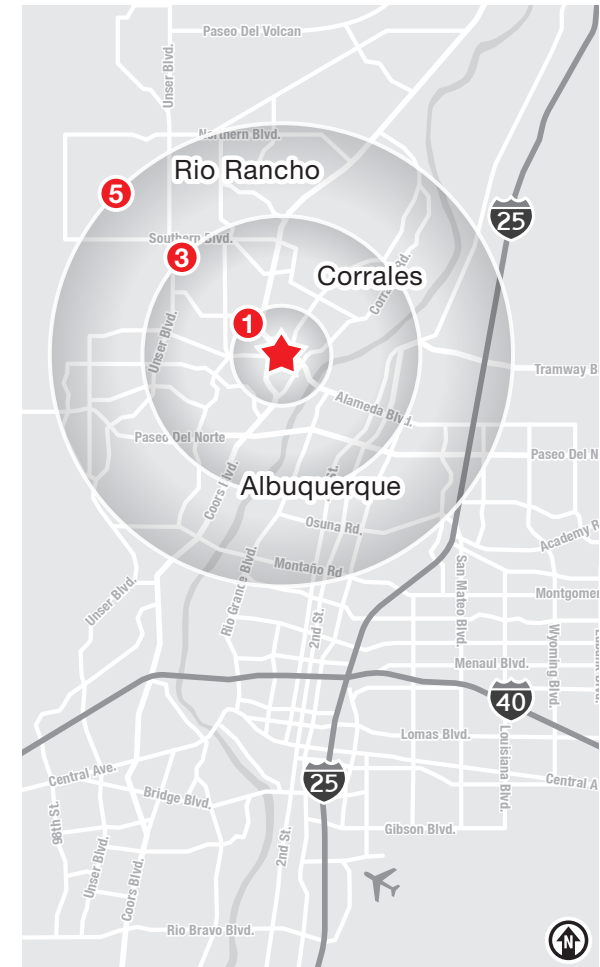 Paseo Del Volcan
Unser Blvd.
Northern Blvd.
Rio Rancho
5
25
Southern Blvd.
3
Corrales
Corrales Rd.
1
Unser Blvd.
Tramway B
Alameda Blvd.
Paseo Del Norte
Paseo Del N
Coors Blvd.
Albuquerque
St.
Osuna Rd.
Academy R
Montaño Rd
San Mateo Blvd.
Unser Blvd.
Rio Grande Blvd.
2nd St.
Montgomer
Wyoming Blvd.
Menaul Blvd.
40
Lomas Blvd.
Louisiana Blvd.
Central Ave.
25
Central A
Bridge Blvd.
98th St.
Gibson Blvd.
Unser Blvd.
Coors Blvd.
2nd St.
Rio Bravo Blvd.
N